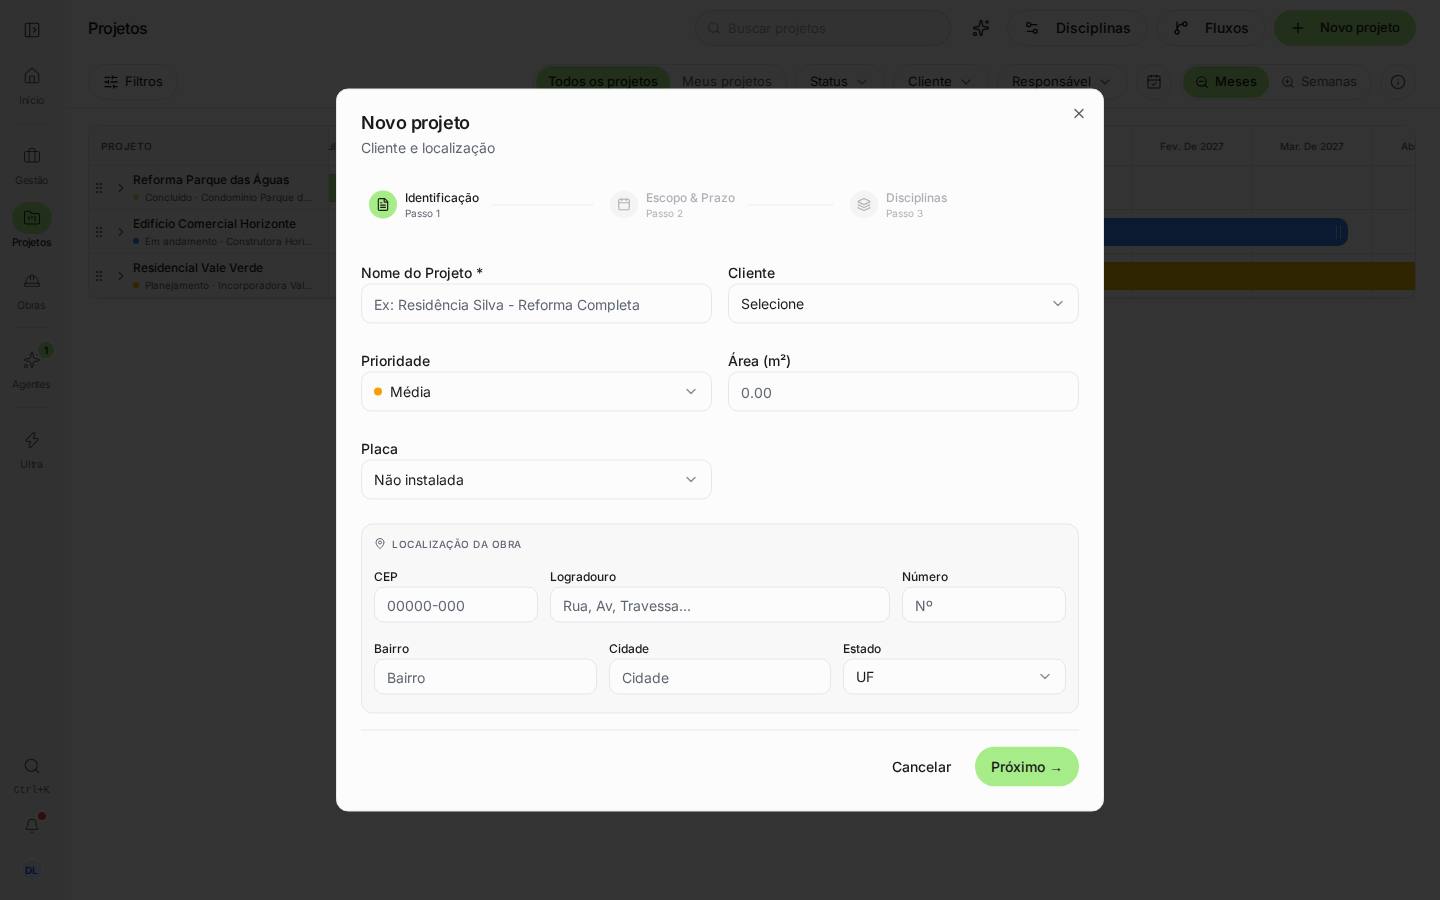 Projetos
Buscar projetos
Disciplinas
Fluxos
Novo projeto
Início
Filtros
Todos os projetos
Meus projetos
Status
Cliente
Responsável
Meses
Semanas
Novo projeto
Cliente e localização
PROJETO
Fev. De 2027
Mar. De 2027
Gestão
Reforma Parque das Águas
Concluído · Condomínio Parque d...
Identificação
Passo 1
Escopo & Prazo
Passo 2
Disciplinas
Passo 3
Projetos
Edifício Comercial Horizonte
Em andamento · Construtora Hori...
Residencial Vale Verde
Planejamento · Incorporadora Val...
Obras
Nome do Projeto *
Cliente
Ex: Residência Silva - Reforma Completa
Selecione
1
Agentes
Prioridade
Área (m²)
Média
0.00
Ultra
Placa
Não instalada
LOCALIZAÇÃO DA OBRA
CEP
Logradouro
Número
00000-000
Rua, Av, Travessa...
Nº
Bairro
Cidade
Estado
Bairro
Cidade
UF
Cancelar
Próximo →
Ctrl+K
DL